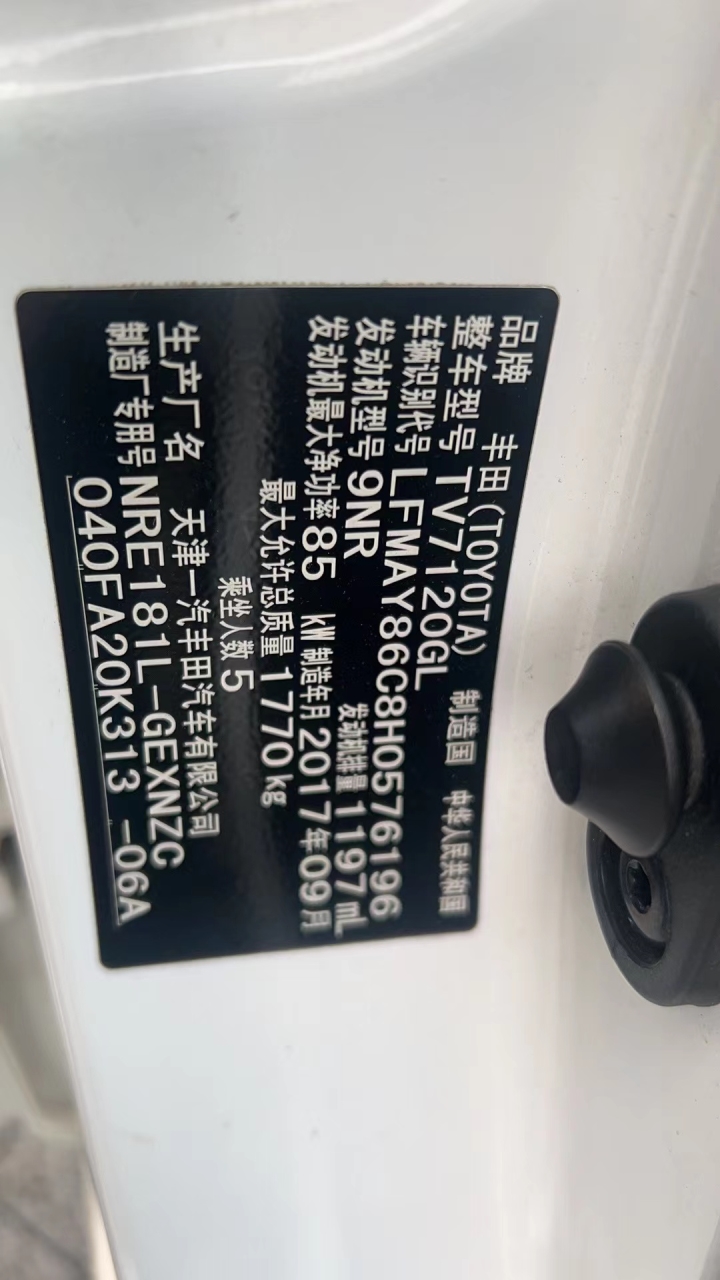 品牌 丰田(TOYOTA) 制造国 中华人民共和国
整车型号 TV7120GL
车辆识别代号 LFMAY86C8H0576196
发动机型号 9NR 发动机排量 1197 mL
发动机最大净功率 85 kW 制造年月 2017年09月
最大允许总质量 1770 kg
乘坐人数 5
生产厂名 天津一汽丰田汽车有限公司
制造厂专用号 NRE181L-GEXNZC
040FA20K313 -06A